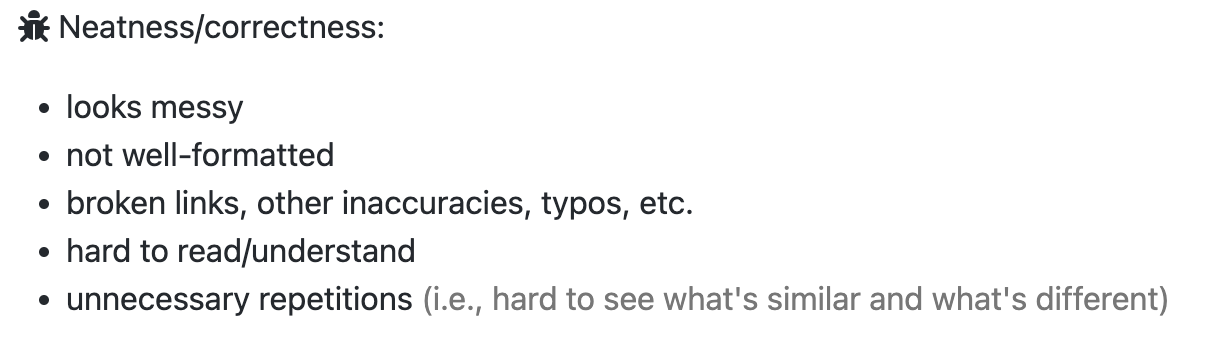 Neatness/correctness:
looks messy
not well-formatted
broken links, other inaccuracies, typos, etc.
hard to read/understand
unnecessary repetitions (i.e., hard to see what's similar and what's different)